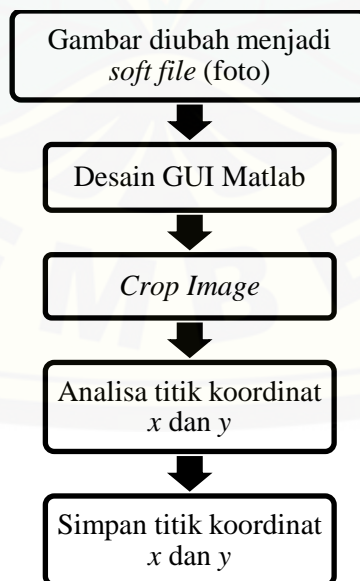 Gambar diubah menjadi
soft file (foto)
Desain GUI Matlab
Crop Image
Analisa titik koordinat
x dan y
Simpan titik koordinat
x dan y